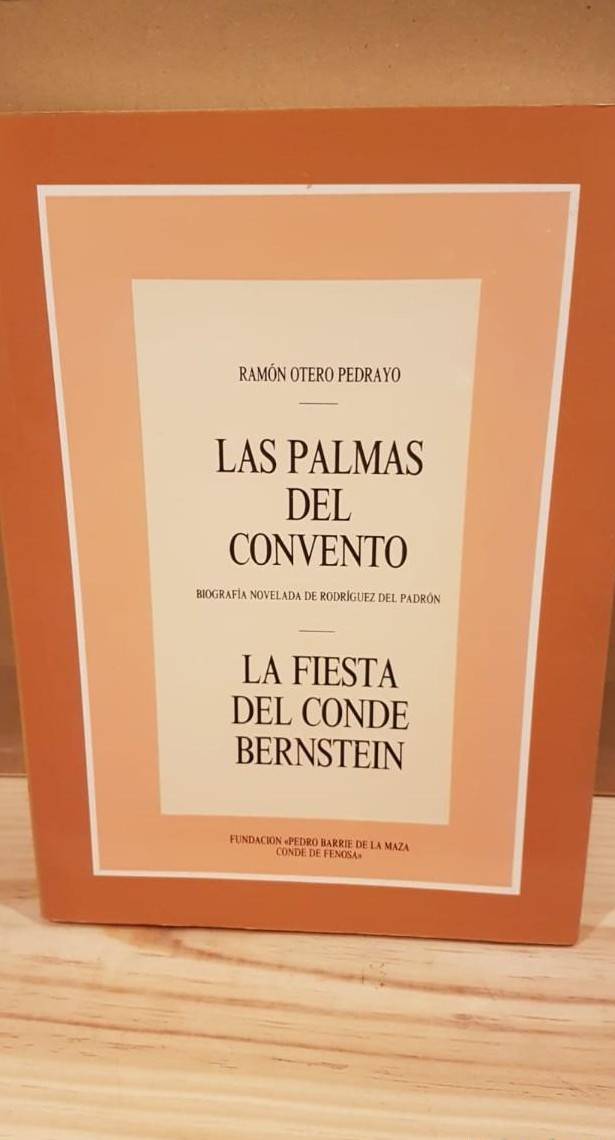 RAMÓN OTERO PEDRAYO
LAS PALMAS
DEL
CONVENTO
BIOGRAFÍA NOVELADA DE RODRÍGUEZ DEL PADRÓN
LA FIESTA
DEL CONDE
BERNSTEIN
FUNDACION «PEDRO BARRIE DE LA MAZA
CONDE DE FENOSA»